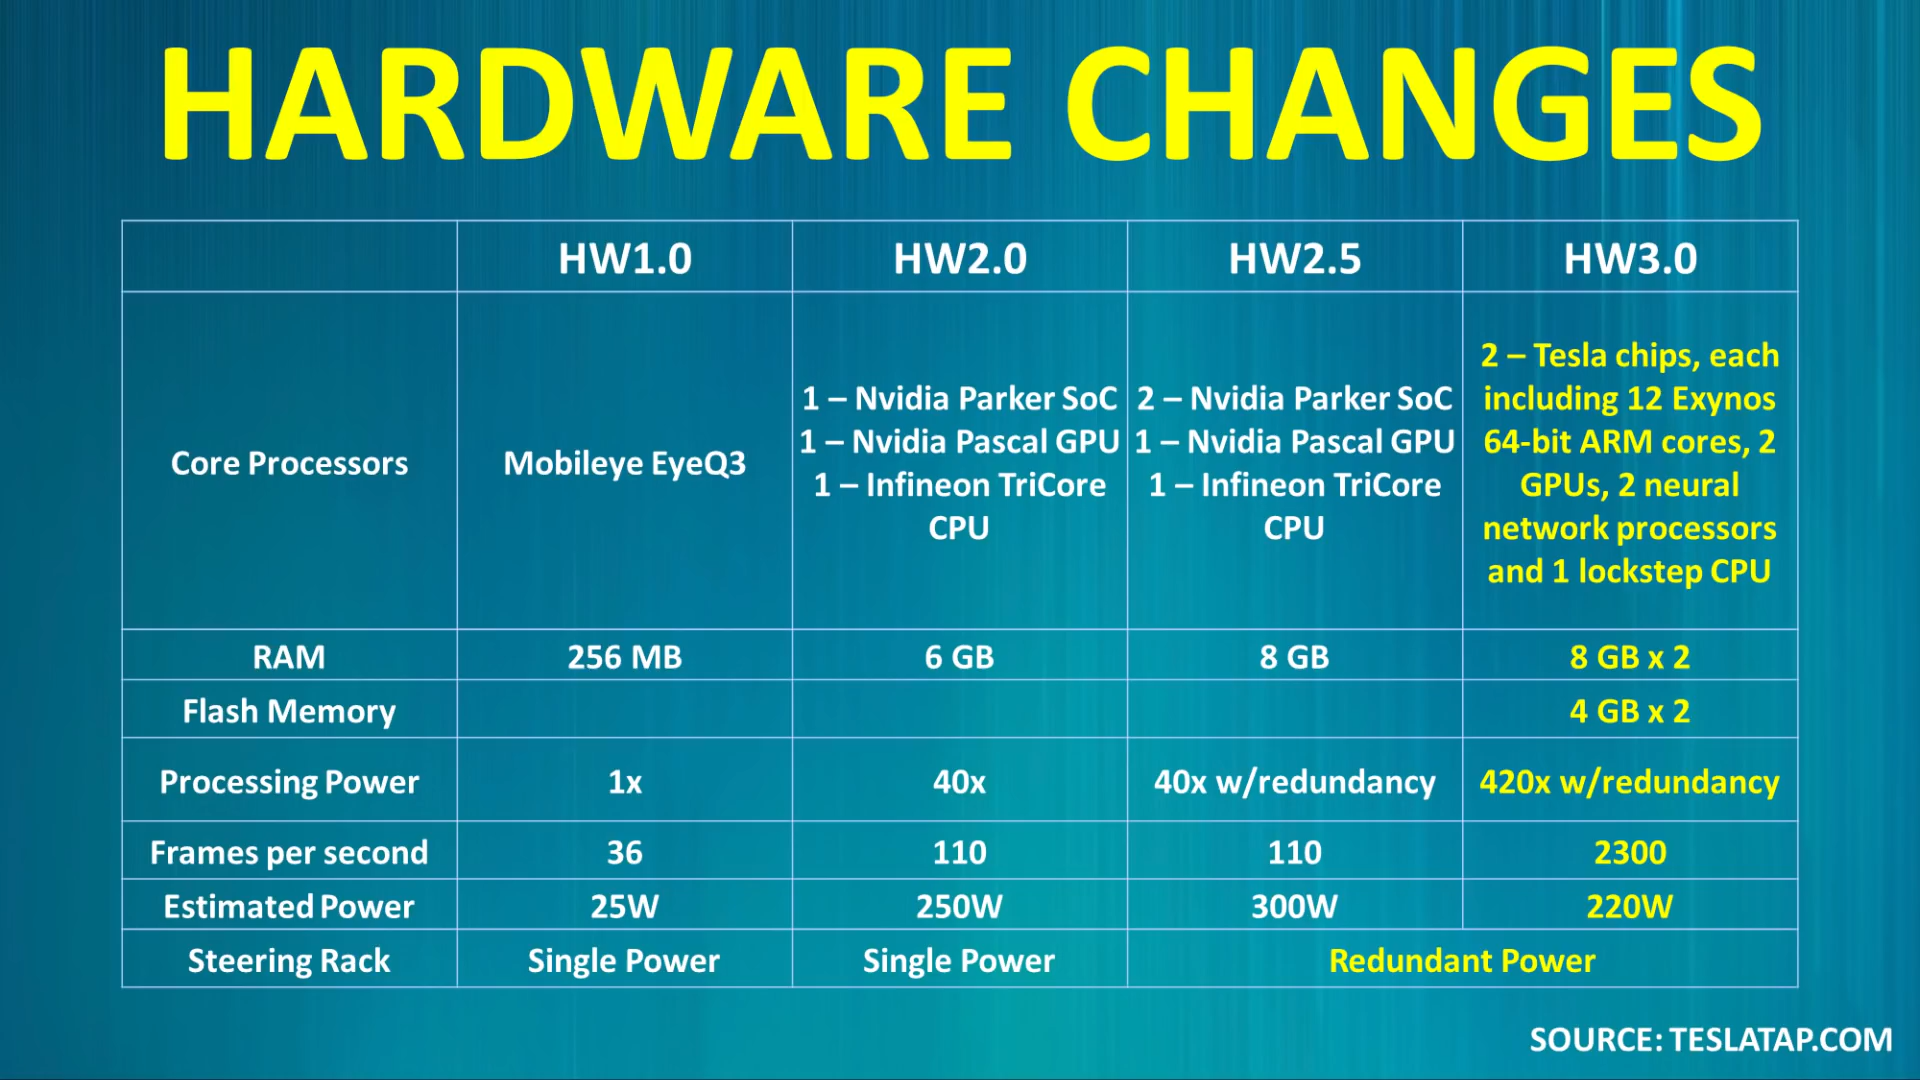 HARDWARE CHANGES
HW1.0 HW2.0 HW2.5 HW3.0
Core Processors
Mobileye EyeQ3
1 – Nvidia Parker SoC
1 – Nvidia Pascal GPU
1 – Infineon TriCore
CPU
2 – Nvidia Parker SoC
1 – Nvidia Pascal GPU
1 – Infineon TriCore
CPU
2 – Tesla chips, each
including 12 Exynos
64-bit ARM cores, 2
GPUs, 2 neural
network processors
and 1 lockstep CPU
RAM 256 MB 6 GB 8 GB 8 GB x 2
Flash Memory 4 GB x 2
Processing Power 1x 40x 40x w/redundancy 420x w/redundancy
Frames per second 36 110 110 2300
Estimated Power 25W 250W 300W 220W
Steering Rack Single Power Single Power Redundant Power
SOURCE: TESLATAP.COM